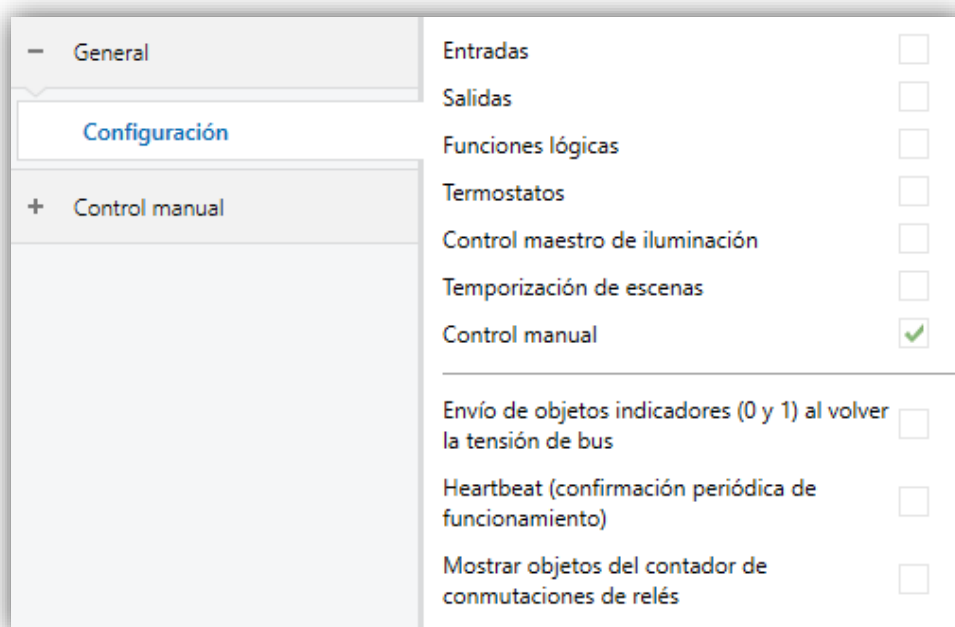 General
Configuración
Control manual
Entradas
Salidas
Funciones lógicas
Termostatos
Control maestro de iluminación
Temporización de escenas
Control manual
Envío de objetos indicadores (0 y 1) al volver
la tensión de bus
Heartbeat (confirmación periódica de
funcionamiento)
Mostrar objetos del contador de
conmutaciones de relés